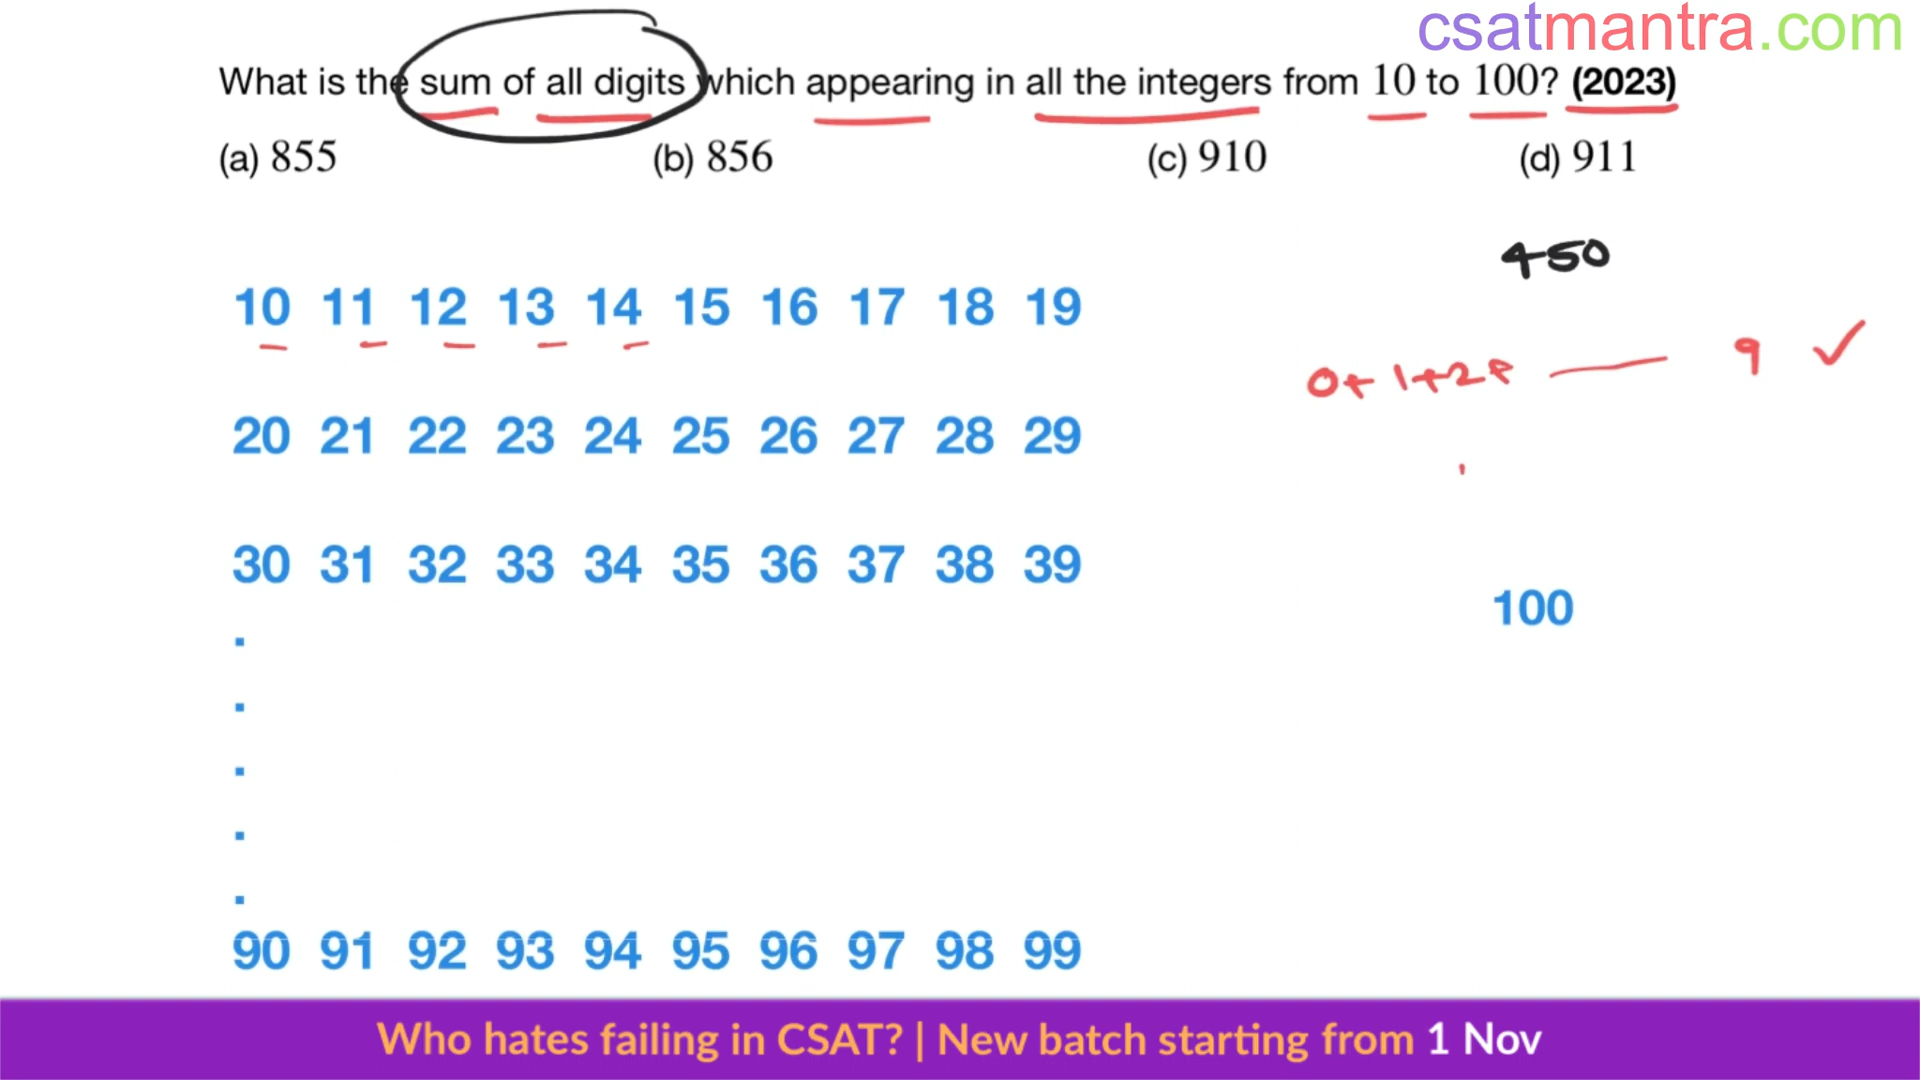 csatmantra.com
What is the sum of all digits which appearing in all the integers from 10 to 100? (2023)
(a) 855 (b) 856 (c) 910 (d) 911
450
10 11 12 13 14 15 16 17 18 19
0+ 1+2+ — 9 ✓
20 21 22 23 24 25 26 27 28 29
30 31 32 33 34 35 36 37 38 39
100
.
.
.
.
.
90 91 92 93 94 95 96 97 98 99
Who hates failing in CSAT? | New batch starting from 1 Nov